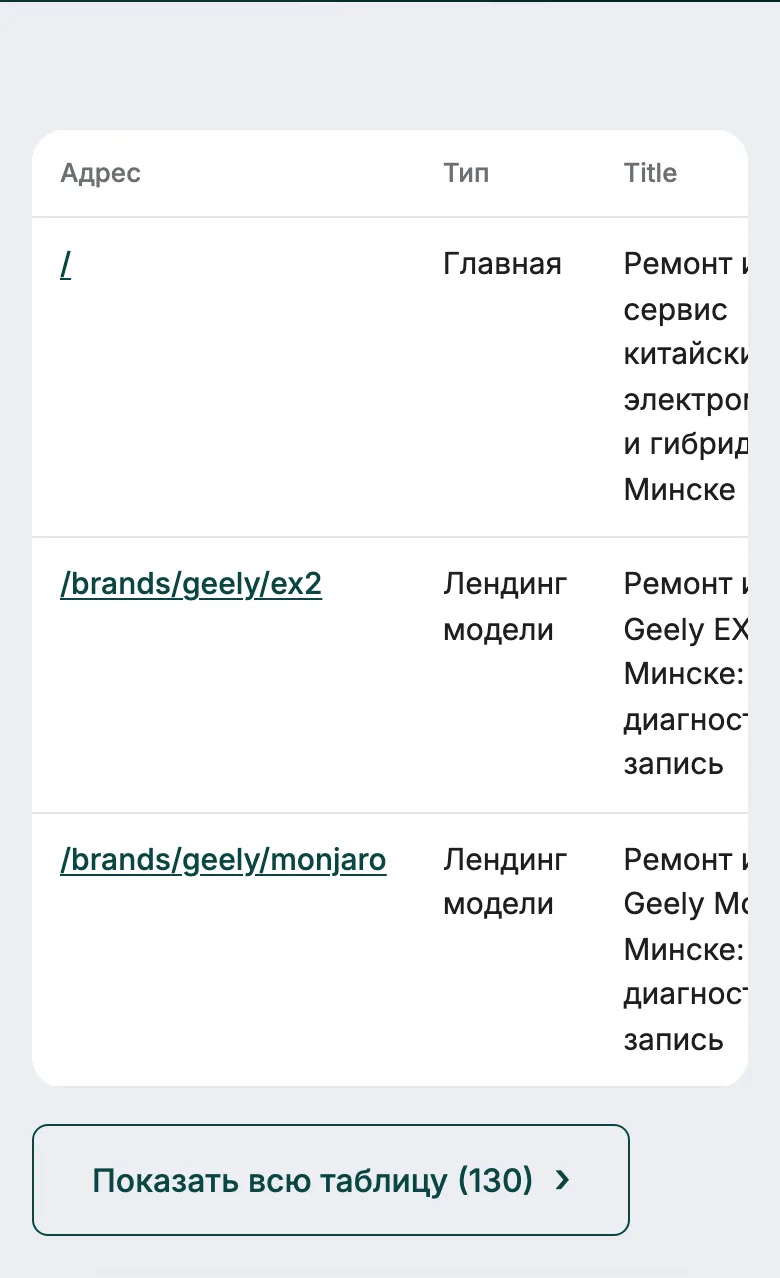 Адрес Тип Title
/ Главная Ремонт и
сервис
китайски
электром
и гибрид
Минске
/brands/geely/ex2 Лендинг Ремонт и
модели Geely EX
Минске:
диагност
запись
/brands/geely/monjaro Лендинг Ремонт и
модели Geely Mo
Минске:
диагност
запись
Показать всю таблицу (130) ›